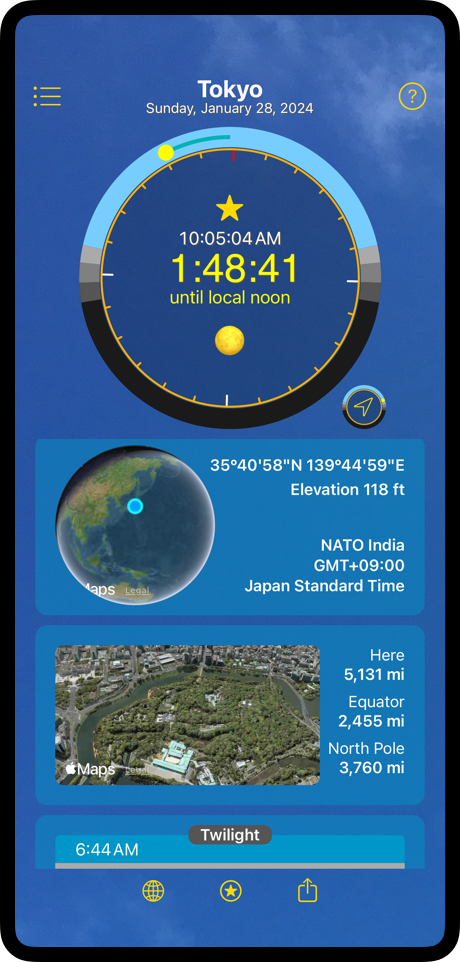 Tokyo
Sunday, January 28, 2024
?
10:05:04 AM
1:48:41
until local noon
35°40'58"N 139°44'59"E
Elevation 118 ft
NATO India
GMT+09:00
Japan Standard Time
Maps Legal
Here
5,131 mi
Equator
2,455 mi
North Pole
3,760 mi
Maps Legal
Twilight
6:44 AM